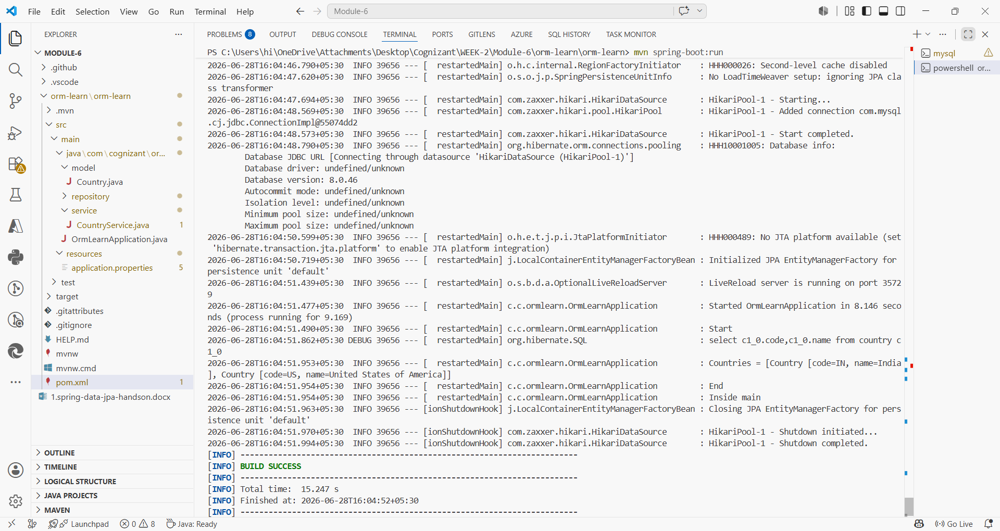 File Edit Selection View Go Run Terminal Help
Module-6
EXPLORER
MODULE-6
.github
.vscode
orm-learn\orm-learn
.mvn
src
main
java\com\cognizant\or...
model
Country.java
repository
service
CountryService.java 1
OrmLearnApplication.java
resources
application.properties 5
test
target
.gitattributes
.gitignore
HELP.md
mvnw
mvnw.cmd
pom.xml 1
1.spring-data-jpa-handson.docx
OUTLINE
TIMELINE
LOGICAL STRUCTURE
JAVA PROJECTS
MAVEN
PROBLEMS 8 OUTPUT DEBUG CONSOLE TERMINAL PORTS GITLENS AZURE SQL HISTORY TASK MONITOR
PS C:\Users\hi\OneDrive\Attachments\Desktop\Cognizant\WEEK-2\Module-6\orm-learn\orm-learn> mvn spring-boot:run
2026-06-28T16:04:46.790+05:30  INFO 39656 --- [  restartedMain] o.h.c.internal.RegionFactoryInitiator    : HHH000026: Second-level cache disabled
2026-06-28T16:04:47.620+05:30  INFO 39656 --- [  restartedMain] o.s.o.j.p.SpringPersistenceUnitInfo      : No LoadTimeWeaver setup: ignoring JPA cla
ss transformer
2026-06-28T16:04:47.694+05:30  INFO 39656 --- [  restartedMain] com.zaxxer.hikari.HikariDataSource       : HikariPool-1 - Starting...
2026-06-28T16:04:48.569+05:30  INFO 39656 --- [  restartedMain] com.zaxxer.hikari.pool.HikariPool        : HikariPool-1 - Added connection com.mysql
.cj.jdbc.ConnectionImpl@55074dd2
2026-06-28T16:04:48.573+05:30  INFO 39656 --- [  restartedMain] com.zaxxer.hikari.HikariDataSource       : HikariPool-1 - Start completed.
2026-06-28T16:04:48.790+05:30  INFO 39656 --- [  restartedMain] org.hibernate.orm.connections.pooling    : HHH10001005: Database info:
Database JDBC URL [Connecting through datasource 'HikariDataSource (HikariPool-1)']
Database driver: undefined/unknown
Database version: 8.0.46
Autocommit mode: undefined/unknown
Isolation level: undefined/unknown
Minimum pool size: undefined/unknown
Maximum pool size: undefined/unknown
2026-06-28T16:04:50.599+05:30  INFO 39656 --- [  restartedMain] o.h.e.t.j.p.i.JtaPlatformInitiator       : HHH000489: No JTA platform available (set
'hibernate.transaction.jta.platform' to enable JTA platform integration)
2026-06-28T16:04:50.719+05:30  INFO 39656 --- [  restartedMain] j.LocalContainerEntityManagerFactoryBean : Initialized JPA EntityManagerFactory for
persistence unit 'default'
2026-06-28T16:04:51.439+05:30  INFO 39656 --- [  restartedMain] o.s.b.d.a.OptionalLiveReloadServer       : LiveReload server is running on port 3572
9
2026-06-28T16:04:51.477+05:30  INFO 39656 --- [  restartedMain] c.c.ormlearn.OrmLearnApplication         : Started OrmLearnApplication in 8.146 seco
nds (process running for 9.169)
2026-06-28T16:04:51.490+05:30  INFO 39656 --- [  restartedMain] c.c.ormlearn.OrmLearnApplication         : Start
2026-06-28T16:04:51.862+05:30 DEBUG 39656 --- [  restartedMain] org.hibernate.SQL                        : select c1_0.code,c1_0.name from country c
1_0
2026-06-28T16:04:51.953+05:30  INFO 39656 --- [  restartedMain] c.c.ormlearn.OrmLearnApplication         : Countries = [Country [code=IN, name=India
], Country [code=US, name=United States of America]]
2026-06-28T16:04:51.954+05:30  INFO 39656 --- [  restartedMain] c.c.ormlearn.OrmLearnApplication         : End
2026-06-28T16:04:51.954+05:30  INFO 39656 --- [  restartedMain] c.c.ormlearn.OrmLearnApplication         : Inside main
2026-06-28T16:04:51.963+05:30  INFO 39656 --- [ionShutdownHook] j.LocalContainerEntityManagerFactoryBean : Closing JPA EntityManagerFactory for pers
istence unit 'default'
2026-06-28T16:04:51.970+05:30  INFO 39656 --- [ionShutdownHook] com.zaxxer.hikari.HikariDataSource       : HikariPool-1 - Shutdown initiated...
2026-06-28T16:04:51.994+05:30  INFO 39656 --- [ionShutdownHook] com.zaxxer.hikari.HikariDataSource       : HikariPool-1 - Shutdown completed.
[INFO] ------------------------------------------------------------------------
[INFO] BUILD SUCCESS
[INFO] ------------------------------------------------------------------------
[INFO] Total time:  15.247 s
[INFO] Finished at: 2026-06-28T16:04:52+05:30
[INFO] ------------------------------------------------------------------------
mysql
powershell or...
Launchpad 0 8 Java: Ready Go Live